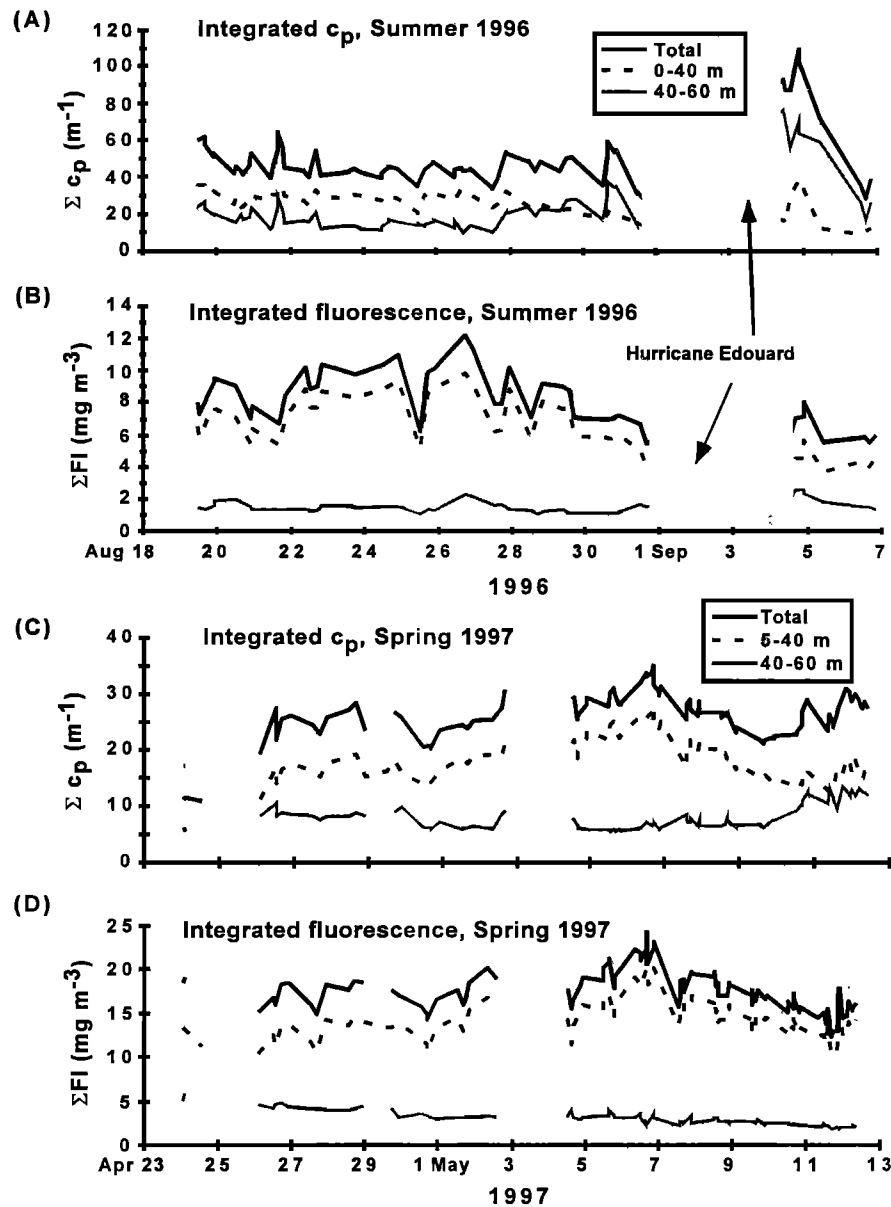 (A)
Integrated cp, Summer 1996
Total
0-40 m
40-60 m
Σ cp (m-1)
120
100
80
60
40
20
0
(B)
Integrated fluorescence, Summer 1996
Hurricane Edouard
ΣFl (mg m-3)
14
12
10
8
6
4
2
0
Aug 18 20 22 24 26 28 30 1 Sep 3 5 7
1996
(C)
Integrated cp, Spring 1997
Total
5-40 m
40-60 m
Σ cp (m-1)
40
30
20
10
0
(D)
Integrated fluorescence, Spring 1997
ΣFl (mg m-3)
25
20
15
10
5
0
Apr 23 25 27 29 1 May 3 5 7 9 11 13
1997